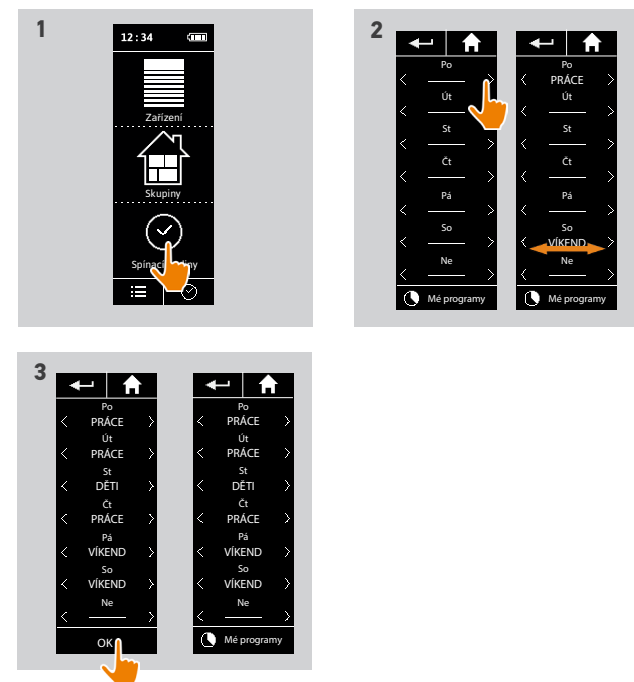 1
12:34
Zařízení
Skupiny
Spínací
2
Po
Út
St
Čt
Pá
So
Ne
Mé programy
Po
PRÁCE
Út
St
Čt
Pá
So
VÍKEND
Ne
Mé programy
3
Po
PRÁCE
Út
PRÁCE
St
DĚTI
Čt
PRÁCE
Pá
VÍKEND
So
VÍKEND
Ne
OK
Po
PRÁCE
Út
PRÁCE
St
DĚTI
Čt
PRÁCE
Pá
VÍKEND
So
VÍKEND
Ne
Mé programy